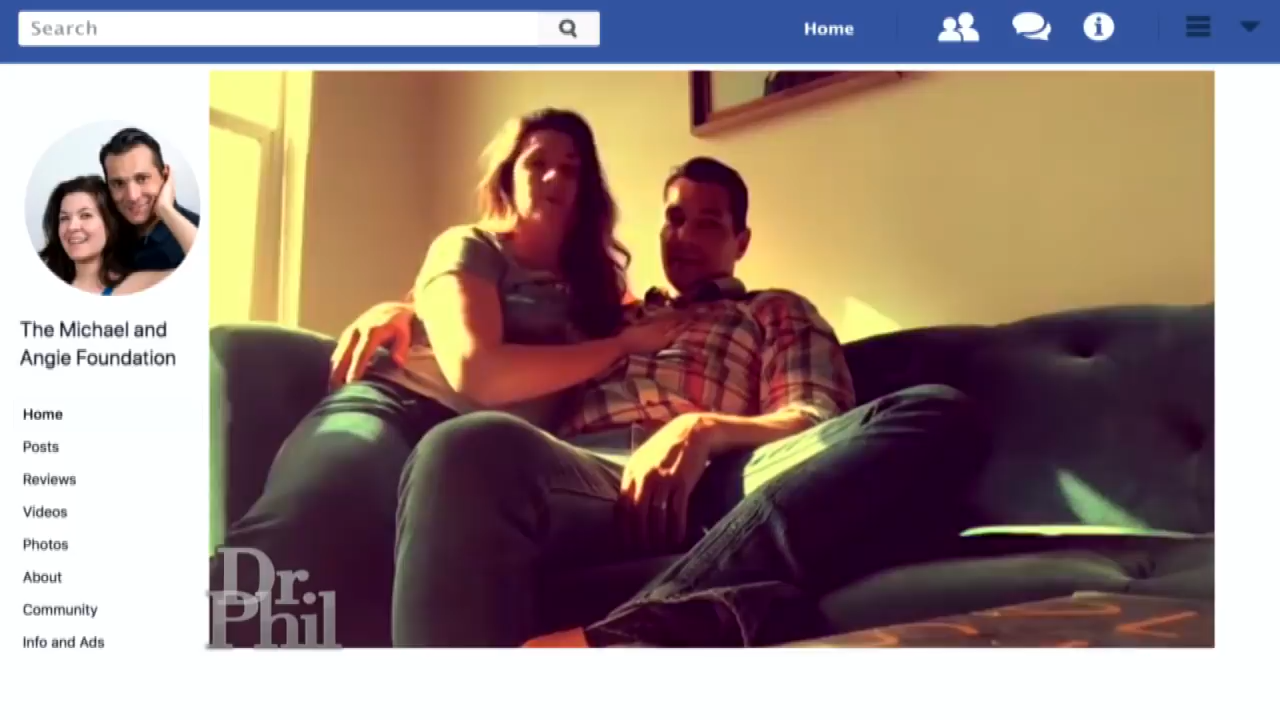 Search
Home
The Michael and
Angie Foundation
Home
Posts
Reviews
Videos
Photos
About
Community
Info and Ads
Dr.
Phil